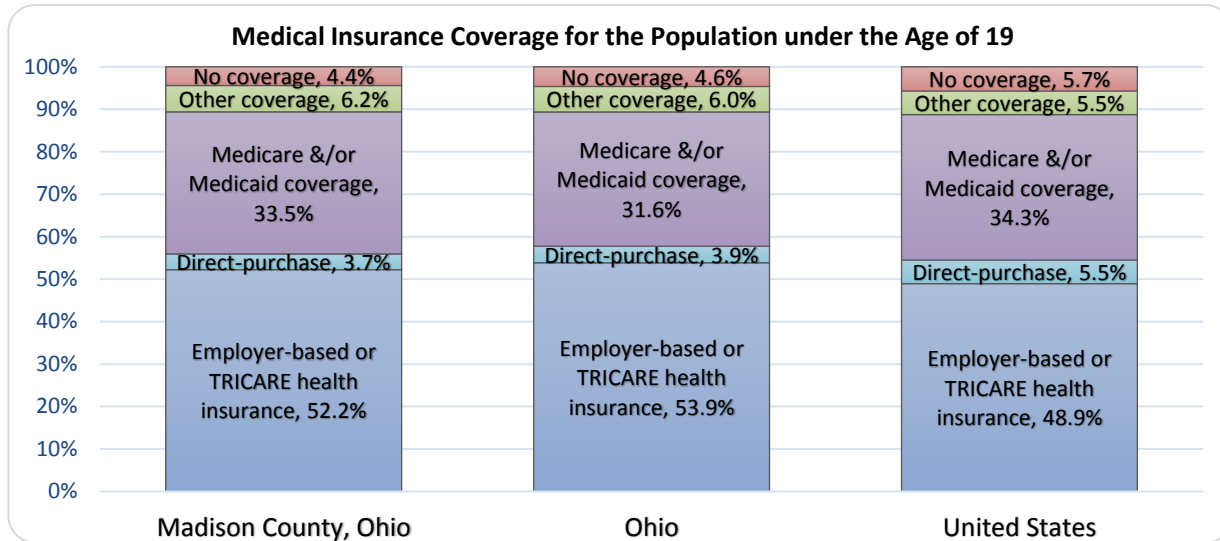 Medical Insurance Coverage for the Population under the Age of 19
100%
90%
80%
70%
60%
50%
40%
30%
20%
10%
0%
No coverage, 4.4%
Other coverage, 6.2%
Medicare &/or
Medicaid coverage,
33.5%
Direct-purchase, 3.7%
Employer-based or
TRICARE health
insurance, 52.2%
No coverage, 4.6%
Other coverage, 6.0%
Medicare &/or
Medicaid coverage,
31.6%
Direct-purchase, 3.9%
Employer-based or
TRICARE health
insurance, 53.9%
No coverage, 5.7%
Other coverage, 5.5%
Medicare &/or
Medicaid coverage,
34.3%
Direct-purchase, 5.5%
Employer-based or
TRICARE health
insurance, 48.9%
Madison County, Ohio
Ohio
United States